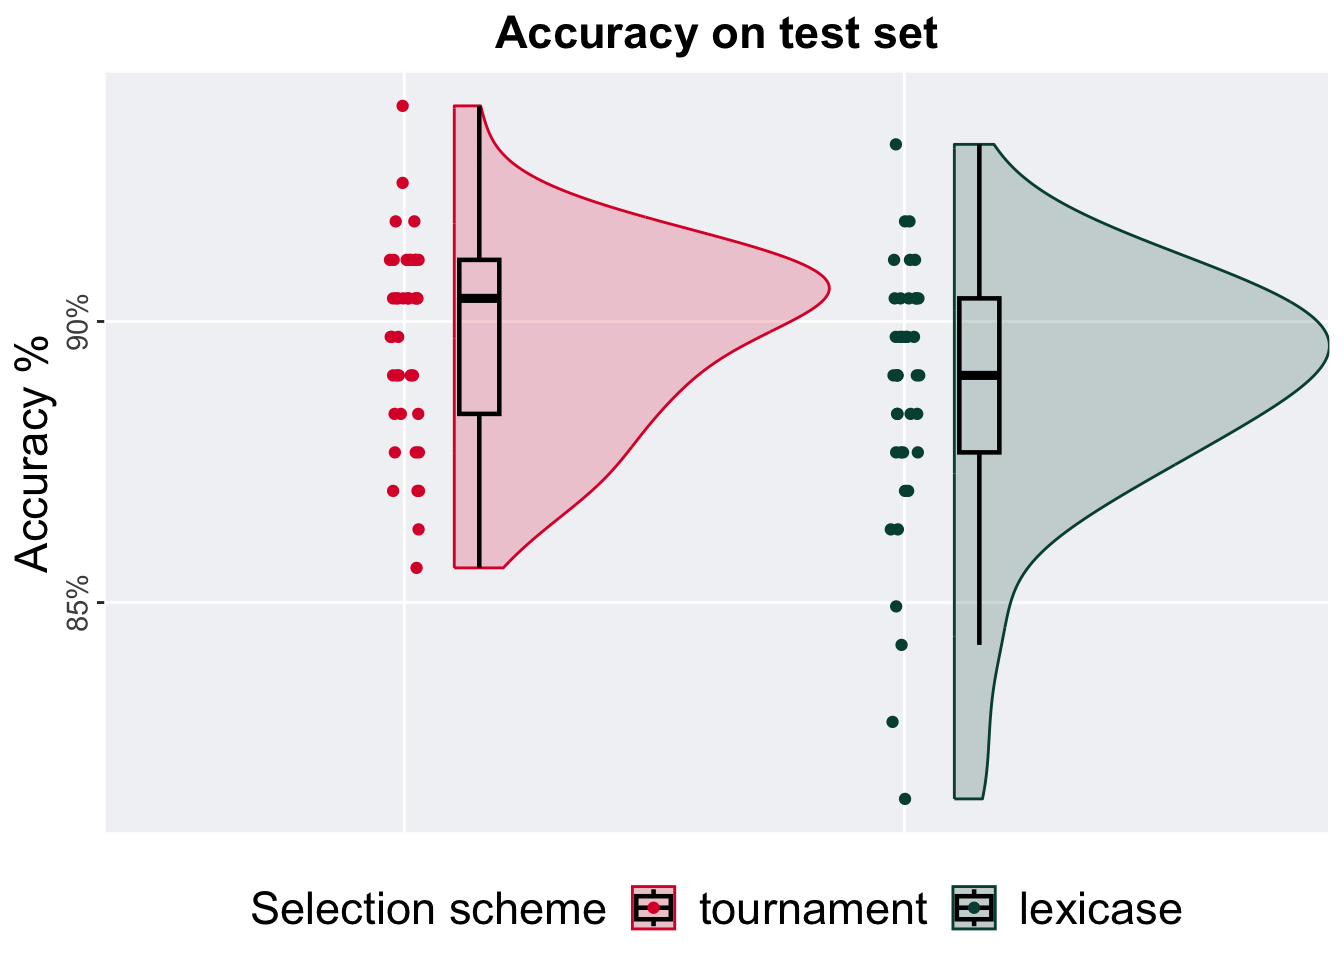 Accuracy on test set
Accuracy %
90%
85%
Selection scheme tournament lexicase